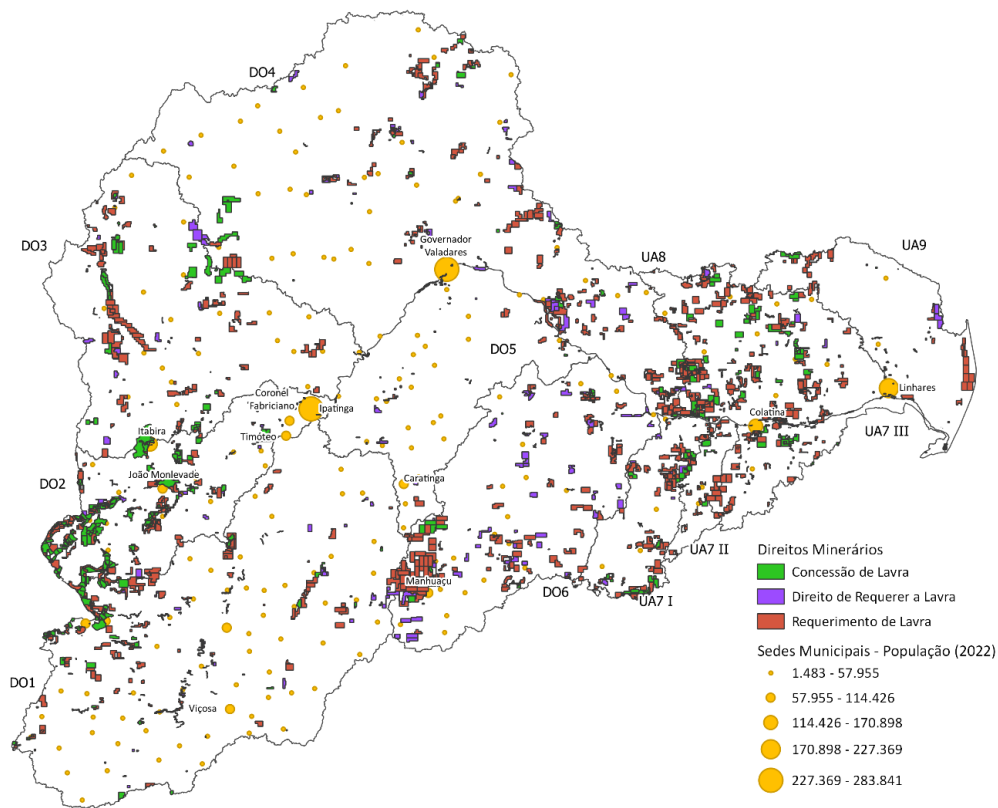 DO4
DO3
Governador
Valadares
UA8
UA9
DO5
Coronel
Fabriciano
Ipatinga
Linhares
Colatina
Timóteo
Itabira
UA7 III
João Monlevade
DO2
Caratinga
UA7 II
Manhuaçu
DO6
UA7 I
DO1
Viçosa
Direitos Minerários
Concessão de Lavra
Direito de Requerer a Lavra
Requerimento de Lavra
Sedes Municipais - População (2022)
1.483 - 57.955
57.955 - 114.426
114.426 - 170.898
170.898 - 227.369
227.369 - 283.841